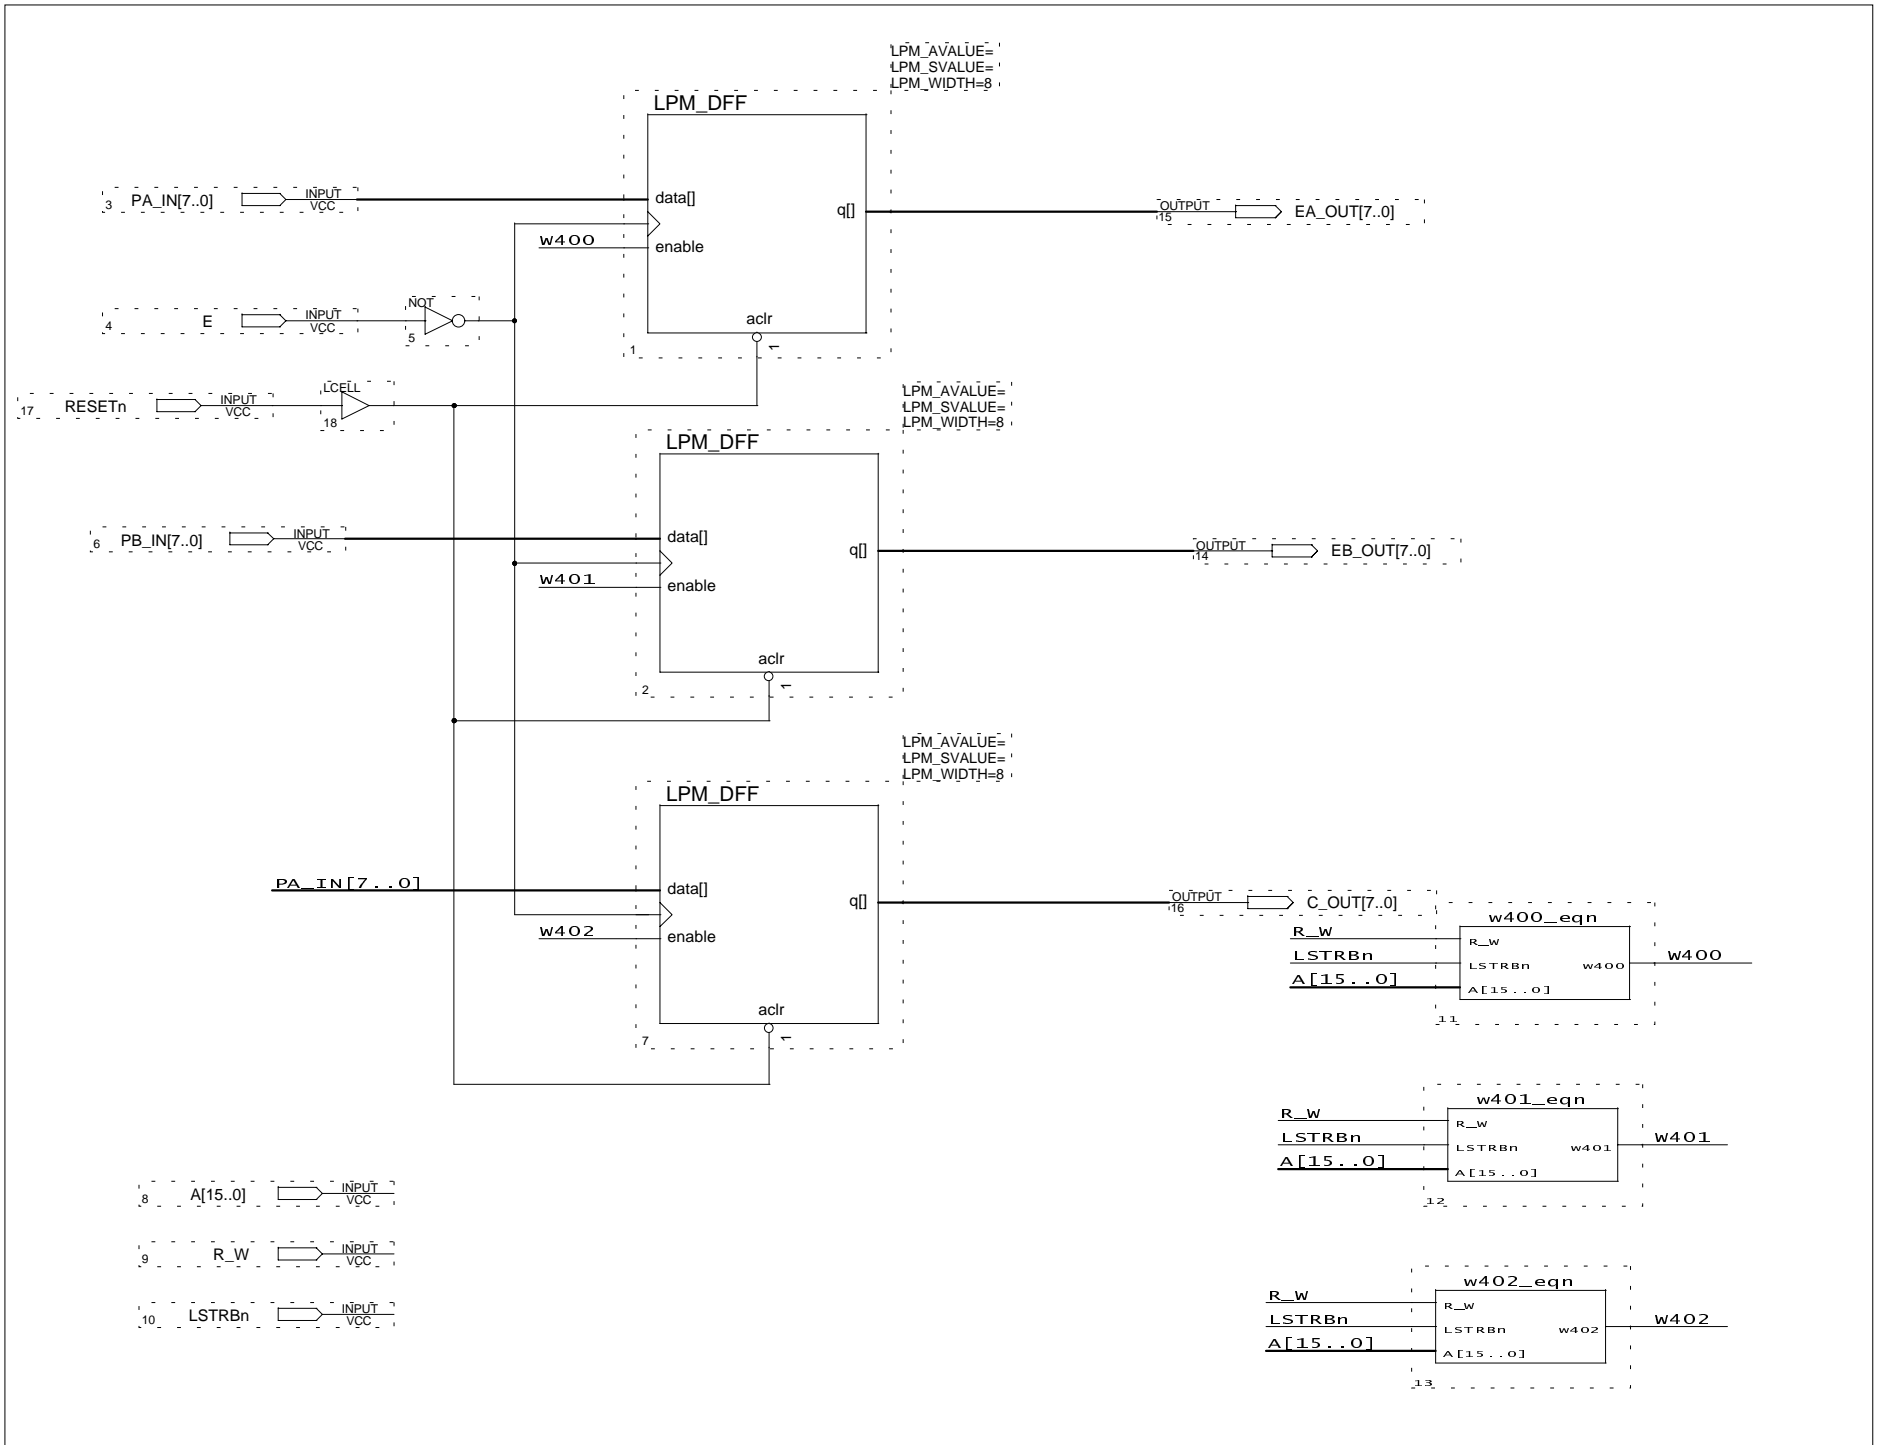 LPM_AVALUE=
LPM_SVALUE=
LPM_WIDTH=8
LPM_DFF
3 PA_IN[7..0] INPUT VCC
data[]
q[]
OUTPUT 15 EA_OUT[7..0]
W400 enable
4 E INPUT VCC
NOT 5
aclr
1
1
17 RESETn INPUT VCC
LCELL 18
LPM_AVALUE=
LPM_SVALUE=
LPM_WIDTH=8
LPM_DFF
6 PB_IN[7..0] INPUT VCC
data[]
q[]
OUTPUT 14 EB_OUT[7..0]
W401 enable
aclr
2
1
LPM_AVALUE=
LPM_SVALUE=
LPM_WIDTH=8
LPM_DFF
PA_IN[7..0] data[]
q[]
OUTPUT 16 C_OUT[7..0]
W402 enable
aclr
7
1
w400_eqn
R_W R_W
LSTRBn LSTRBn w400 W400
A[15..0] A[15..0]
11
w401_eqn
R_W R_W
LSTRBn LSTRBn w401 W401
A[15..0] A[15..0]
12
8 A[15..0] INPUT VCC
9 R_W INPUT VCC
10 LSTRBn INPUT VCC
w402_eqn
R_W R_W
LSTRBn LSTRBn w402 W402
A[15..0] A[15..0]
13